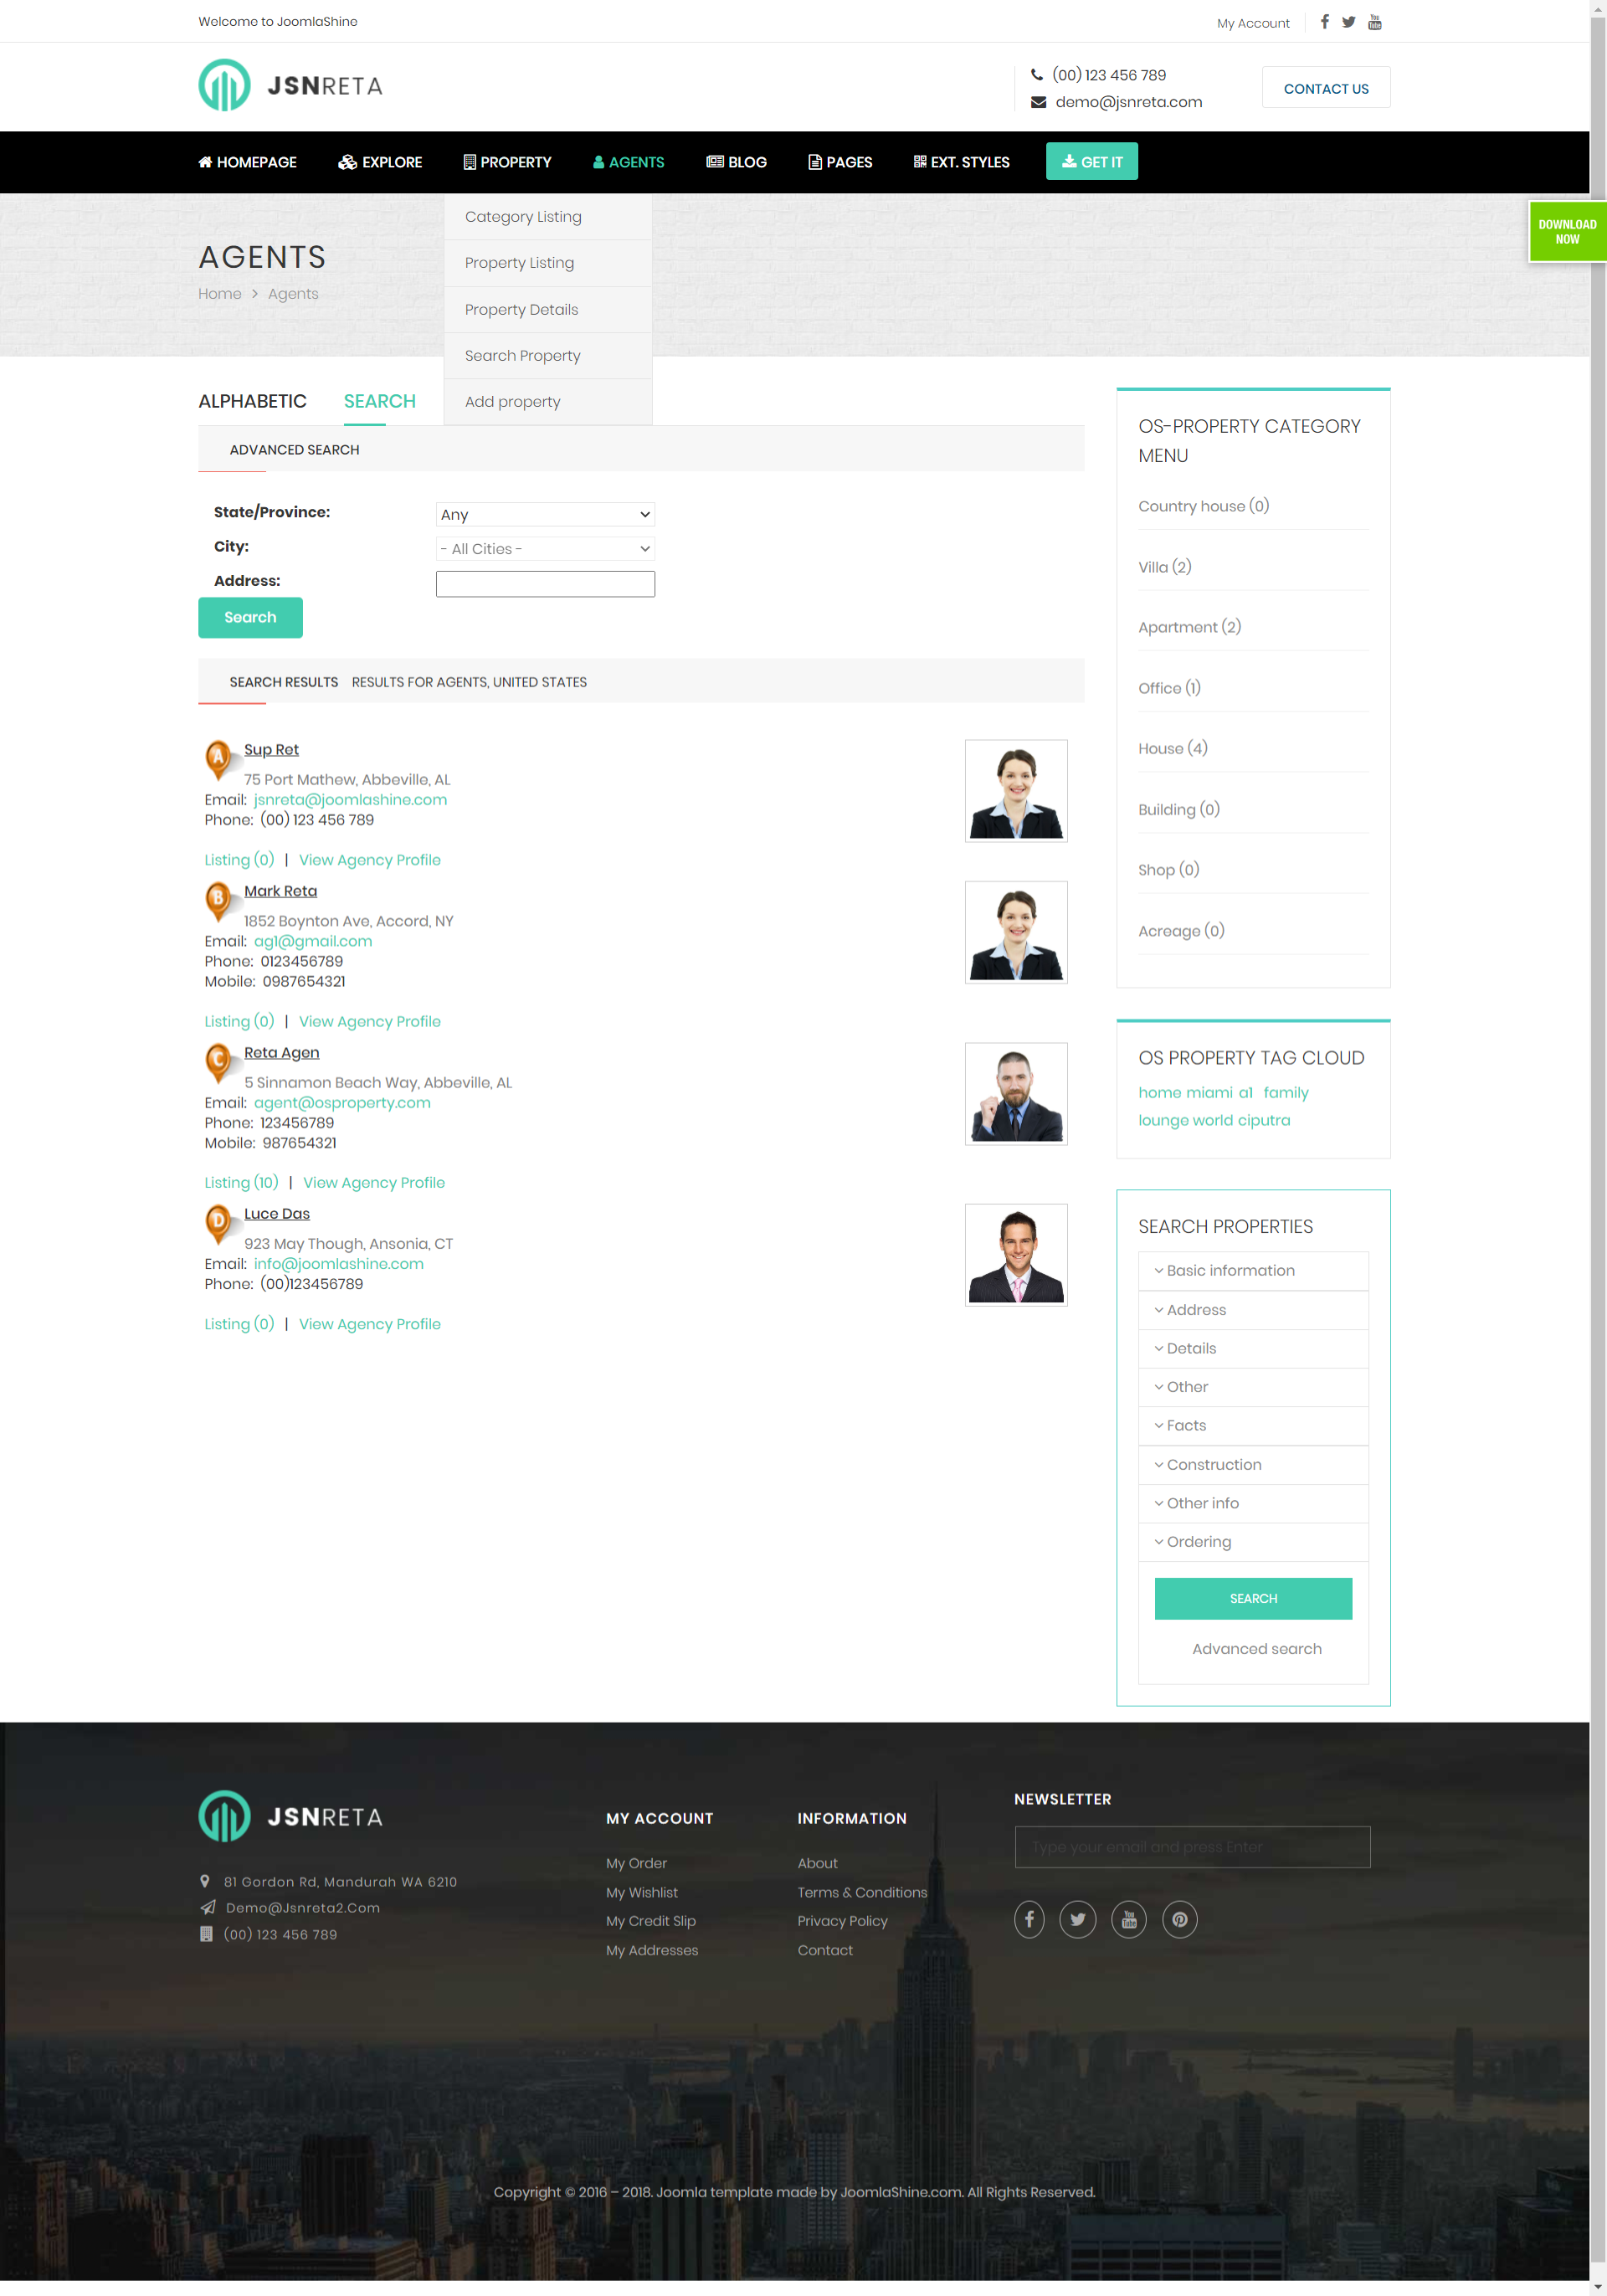 Welcome to JoomlaShine
My Account
JSNRETA
(00) 123 456 789
demo@jsnreta.com
CONTACT US
HOMEPAGE EXPLORE PROPERTY AGENTS BLOG PAGES EXT. STYLES GET IT
DOWNLOAD
NOW
Category Listing
Property Listing
Property Details
Search Property
Add property
AGENTS
Home > Agents
ALPHABETIC SEARCH
ADVANCED SEARCH
State/Province: Any
City: - All Cities -
Address:
Search
SEARCH RESULTS RESULTS FOR AGENTS, UNITED STATES
A Sup Ret
75 Port Mathew, Abbeville, AL
Email: jsnreta@joomlashine.com
Phone: (00) 123 456 789
Listing (0) | View Agency Profile
B Mark Reta
1852 Boynton Ave, Accord, NY
Email: ag1@gmail.com
Phone: 0123456789
Mobile: 0987654321
Listing (0) | View Agency Profile
C Reta Agen
5 Sinnamon Beach Way, Abbeville, AL
Email: agent@osproperty.com
Phone: 123456789
Mobile: 987654321
Listing (10) | View Agency Profile
D Luce Das
923 May Though, Ansonia, CT
Email: info@joomlashine.com
Phone: (00)123456789
Listing (0) | View Agency Profile
OS-PROPERTY CATEGORY
MENU
Country house (0)
Villa (2)
Apartment (2)
Office (1)
House (4)
Building (0)
Shop (0)
Acreage (0)
OS PROPERTY TAG CLOUD
home miami a1 family
lounge world ciputra
SEARCH PROPERTIES
Basic information
Address
Details
Other
Facts
Construction
Other info
Ordering
SEARCH
Advanced search
JSNRETA
81 Gordon Rd, Mandurah WA 6210
Demo@Jsnreta2.Com
(00) 123 456 789
MY ACCOUNT
My Order
My Wishlist
My Credit Slip
My Addresses
INFORMATION
About
Terms & Conditions
Privacy Policy
Contact
NEWSLETTER
Type your email and press Enter
You
Tube
Copyright © 2016 – 2018. Joomla template made by JoomlaShine.com. All Rights Reserved.